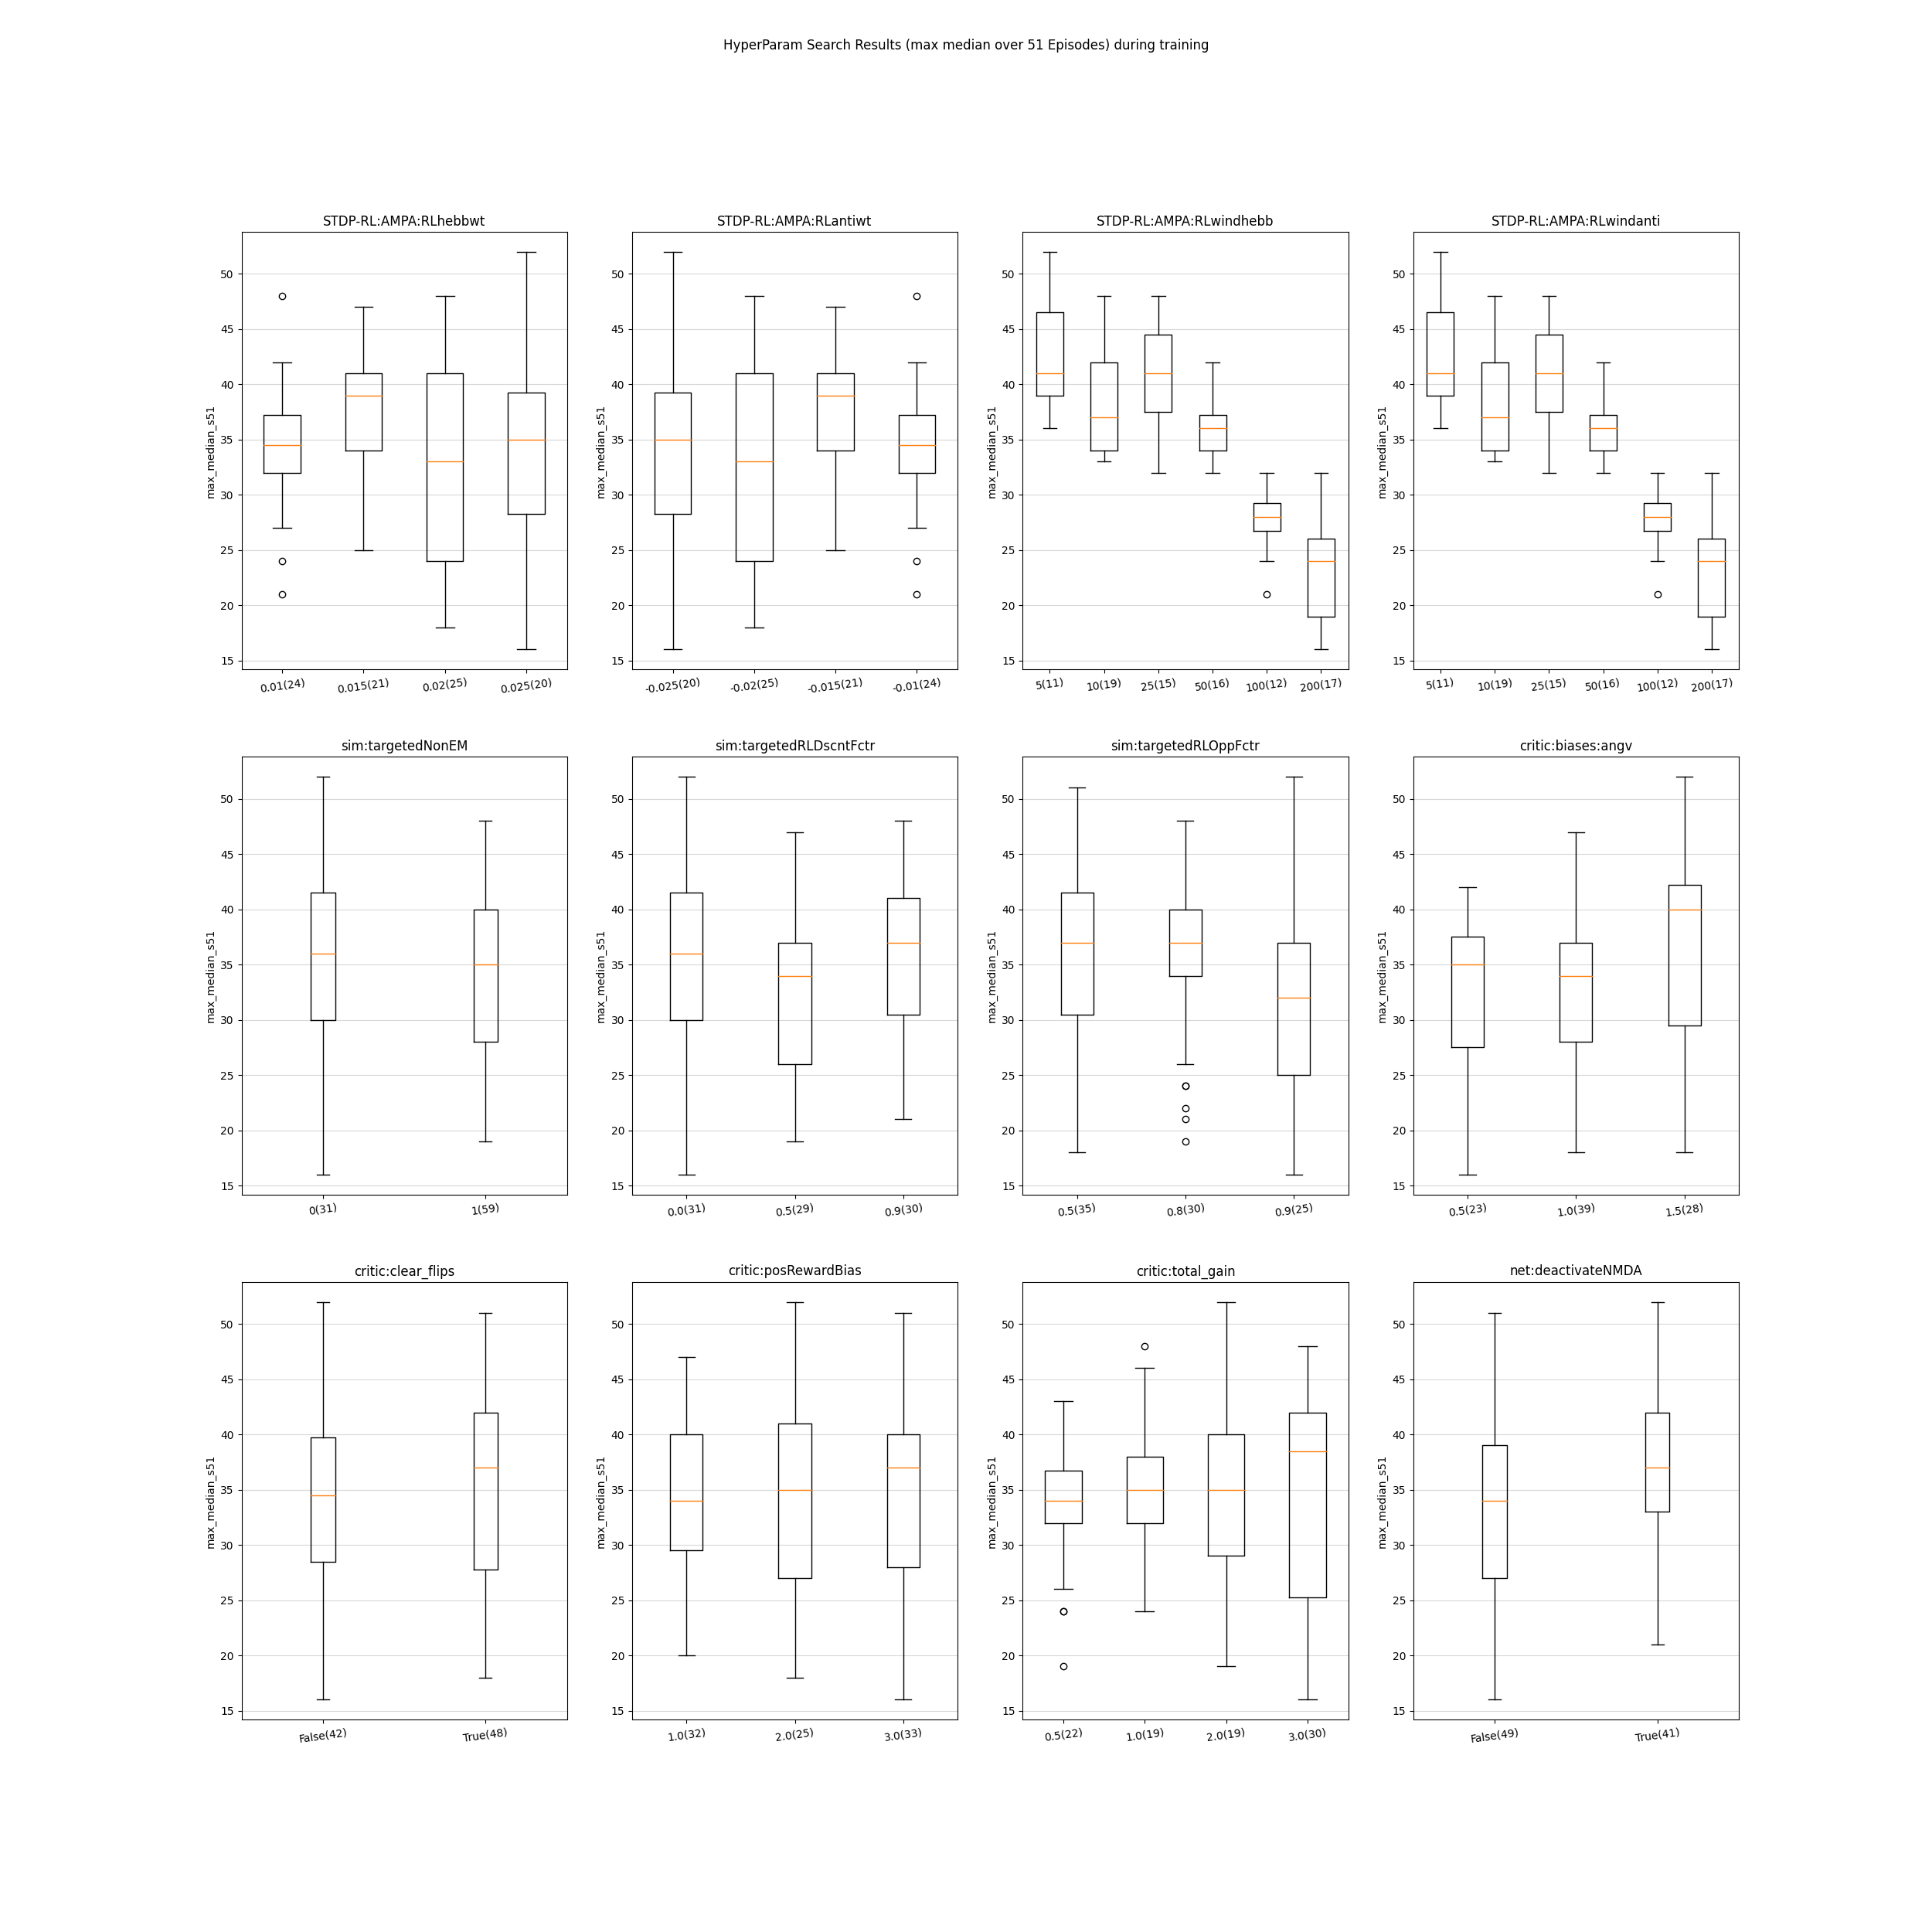 HyperParam Search Results (max median over 51 Episodes) during training
STDP-RL:AMPA:RLhebbwt
max_median_s51
50
45
40
35
30
25
20
15
0.01(24) 0.015(21) 0.02(25) 0.025(20)
STDP-RL:AMPA:RLantiwt
max_median_s51
50
45
40
35
30
25
20
15
-0.025(20) -0.02(25) -0.015(21) -0.01(24)
STDP-RL:AMPA:RLwindhebb
max_median_s51
50
45
40
35
30
25
20
15
5(11) 10(19) 25(15) 50(16) 100(12) 200(17)
STDP-RL:AMPA:RLwindanti
max_median_s51
50
45
40
35
30
25
20
15
5(11) 10(19) 25(15) 50(16) 100(12) 200(17)
sim:targetedNonEM
max_median_s51
50
45
40
35
30
25
20
15
0(31) 1(59)
sim:targetedRLDscntFctr
max_median_s51
50
45
40
35
30
25
20
15
0.0(31) 0.5(29) 0.9(30)
sim:targetedRLOppFctr
max_median_s51
50
45
40
35
30
25
20
15
0.5(35) 0.8(30) 0.9(25)
critic:biases:angv
max_median_s51
50
45
40
35
30
25
20
15
0.5(23) 1.0(39) 1.5(28)
critic:clear_flips
max_median_s51
50
45
40
35
30
25
20
15
False(42) True(48)
critic:posRewardBias
max_median_s51
50
45
40
35
30
25
20
15
1.0(32) 2.0(25) 3.0(33)
critic:total_gain
max_median_s51
50
45
40
35
30
25
20
15
0.5(22) 1.0(19) 2.0(19) 3.0(30)
net:deactivateNMDA
max_median_s51
50
45
40
35
30
25
20
15
False(49) True(41)